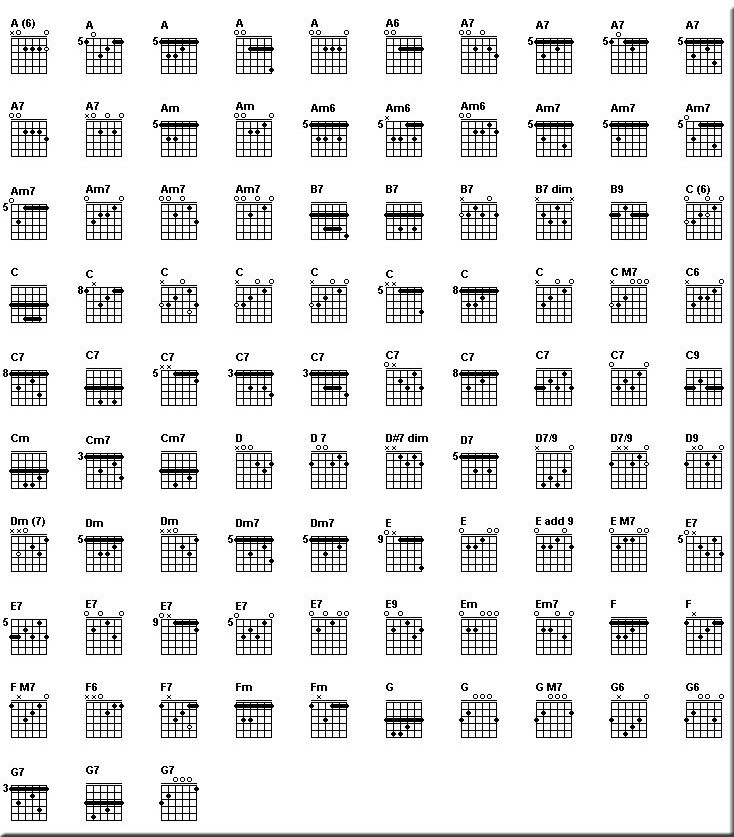 A (6) A A A A A6 A7 A7 A7 A7
5 5 5 5 5
A7 A7 Am Am Am6 Am6 Am6 Am7 Am7 Am7
5 5 5 5 5 5
Am7 Am7 Am7 Am7 B7 B7 B7 B7 dim B9 C (6)
5
C C C C C C C C C M7 C6
8 5 8
C7 C7 C7 C7 C7 C7 C7 C7 C7 C9
8 5 3 3 8
Cm Cm7 Cm7 D D 7 D#7 dim D7 D7/9 D7/9 D9
3 5
Dm (7) Dm Dm Dm7 Dm7 E E E add 9 E M7 E7
5 5 5 9 5
E7 E7 E7 E7 E7 E9 Em Em7 F F
5 9 5
F M7 F6 F7 Fm Fm G G G M7 G6 G6
G7 G7 G7
3